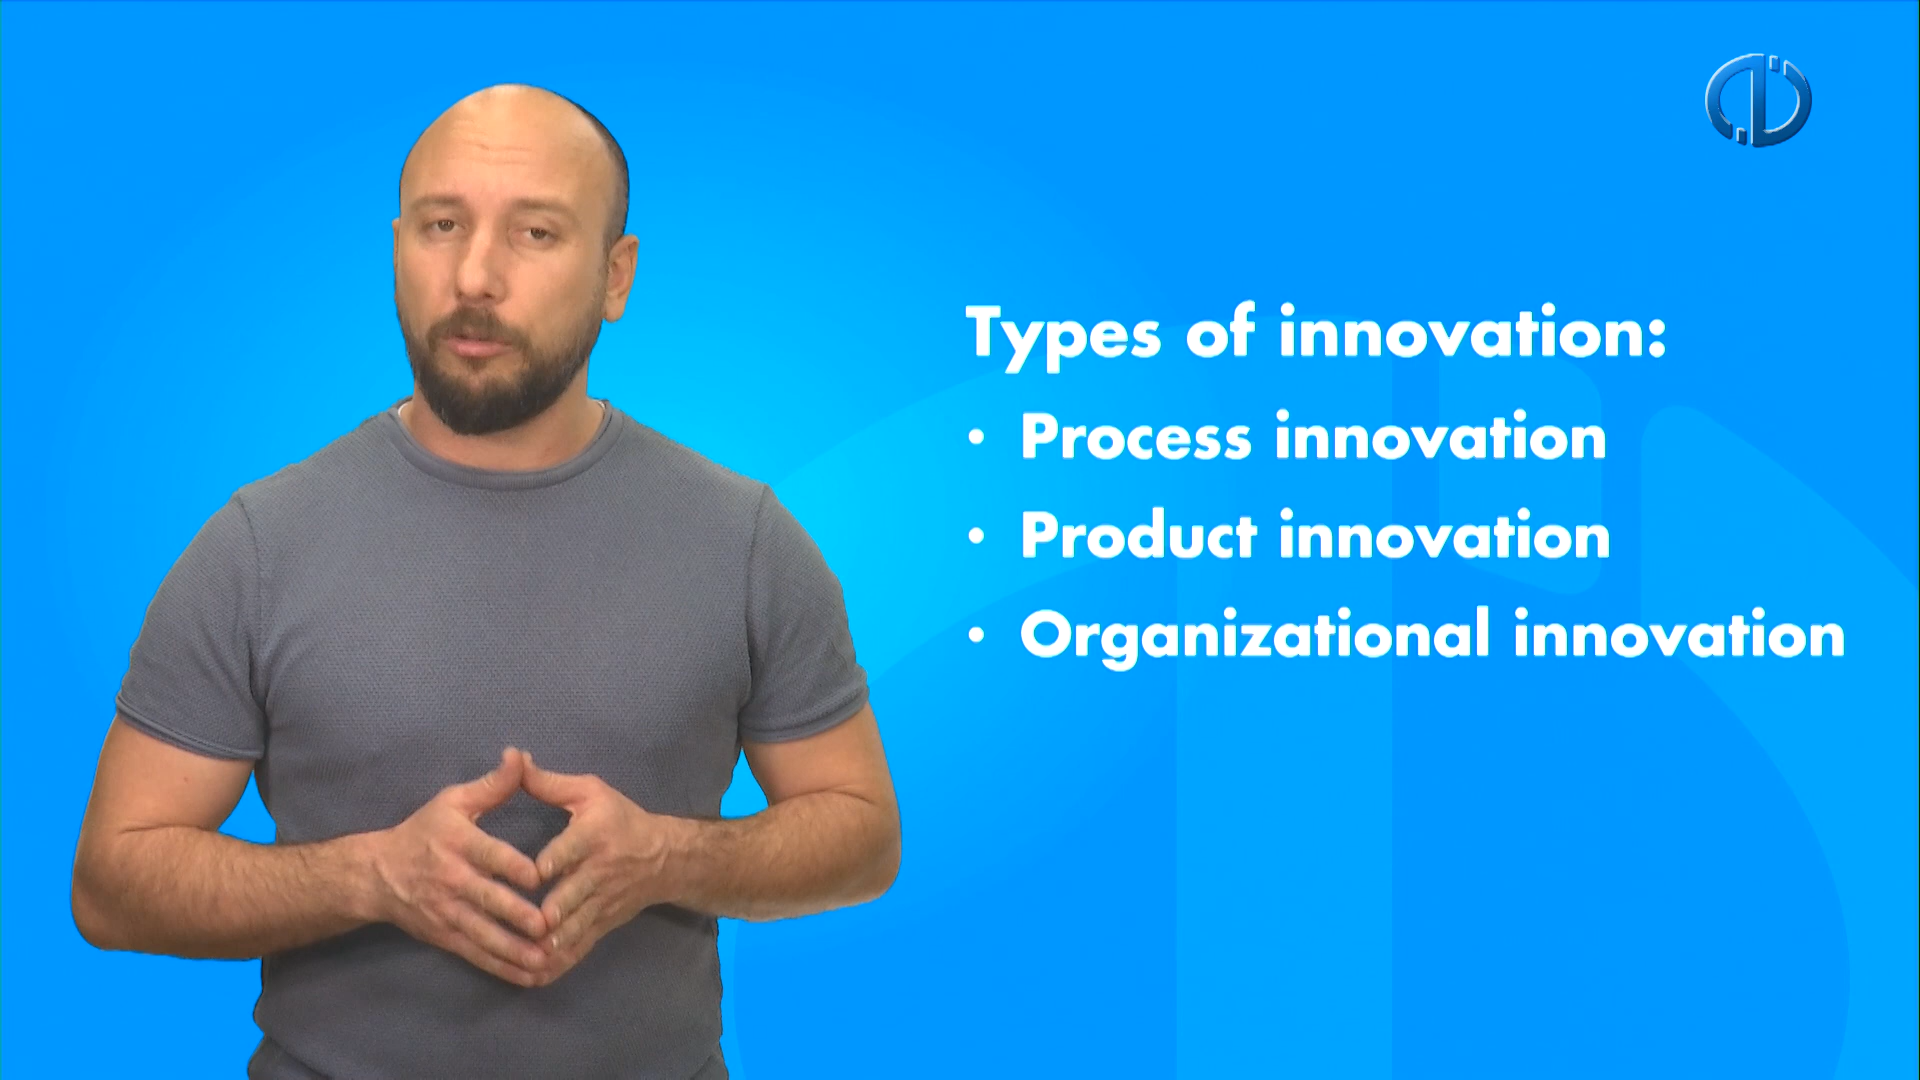 Types of innovation:
• Process innovation
• Product innovation
• Organizational innovation